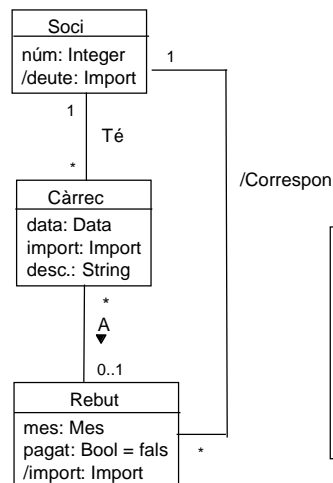 Soci
núm: Integer
/deute: Import
1
1
Té
*
/Correspon
Càrrec
data: Data
import: Import
desc.: String
*
A
0..1
Rebut
mes: Mes
pagat: Bool = fals
/import: Import
*